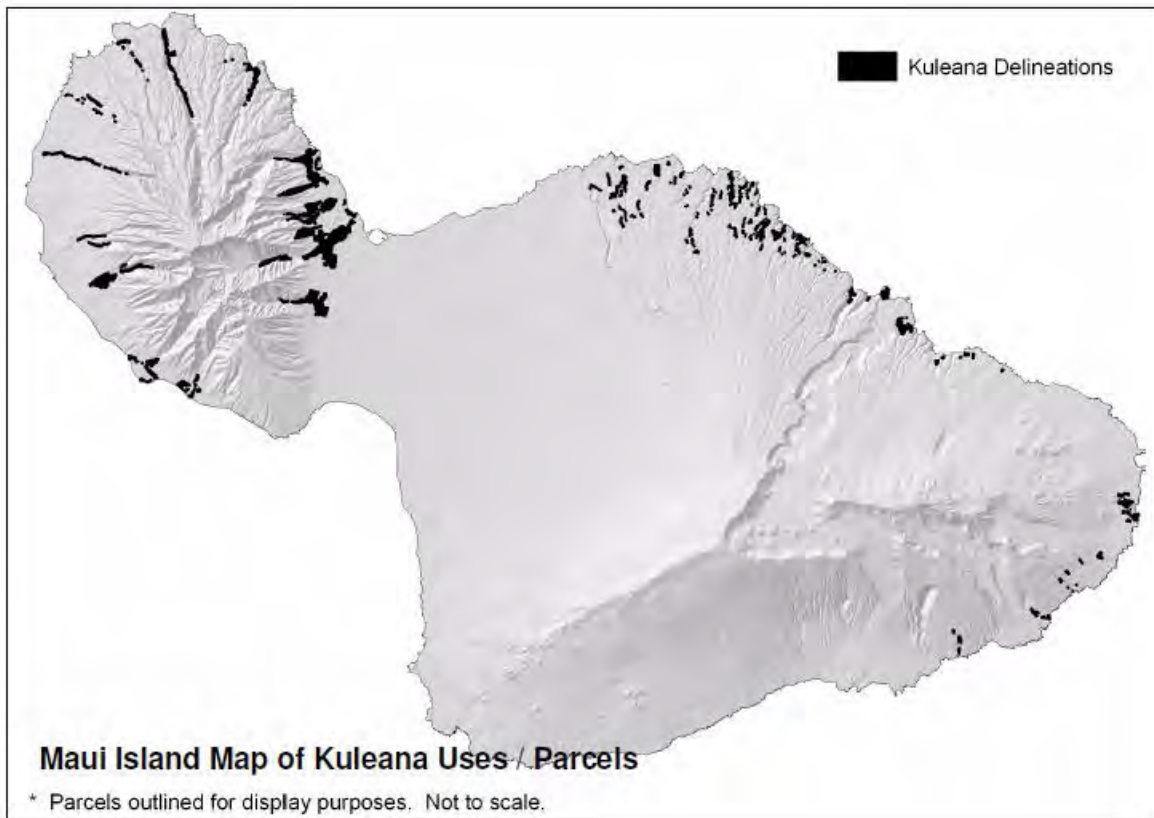 Kuleana Delineations
Maui Island Map of Kuleana Uses / Parcels
* Parcels outlined for display purposes. Not to scale.